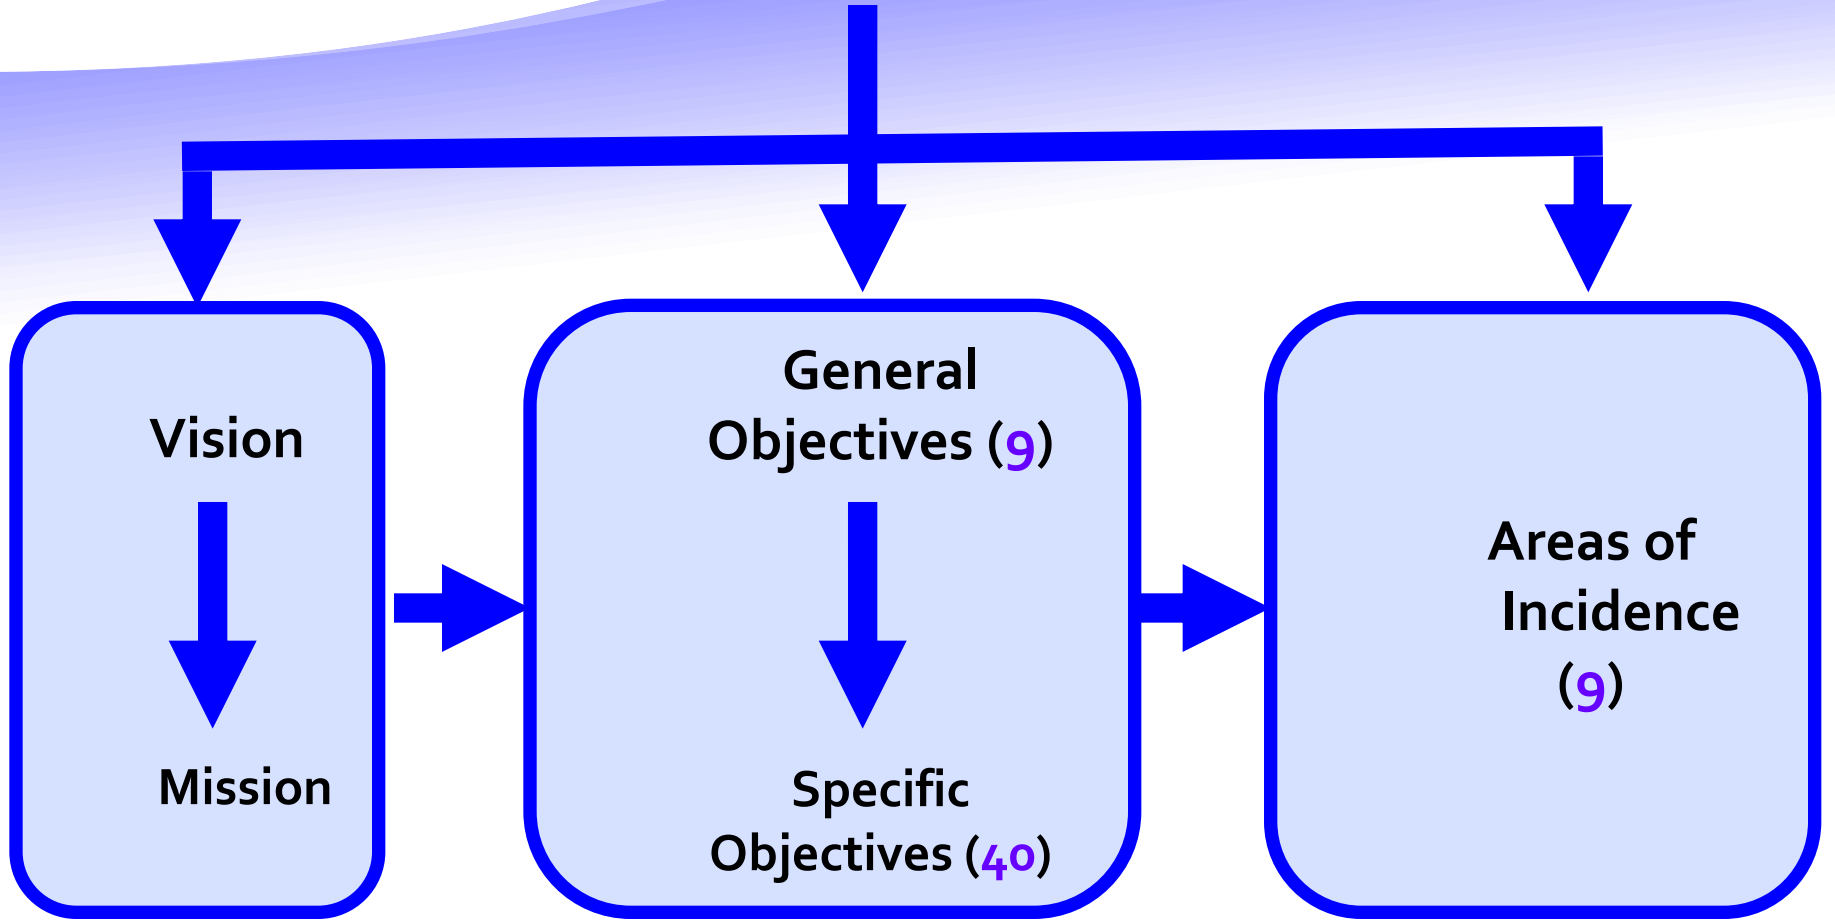 Vision
Mission
General
Objectives (9)
Specific
Objectives (40)
Areas of
Incidence
(9)